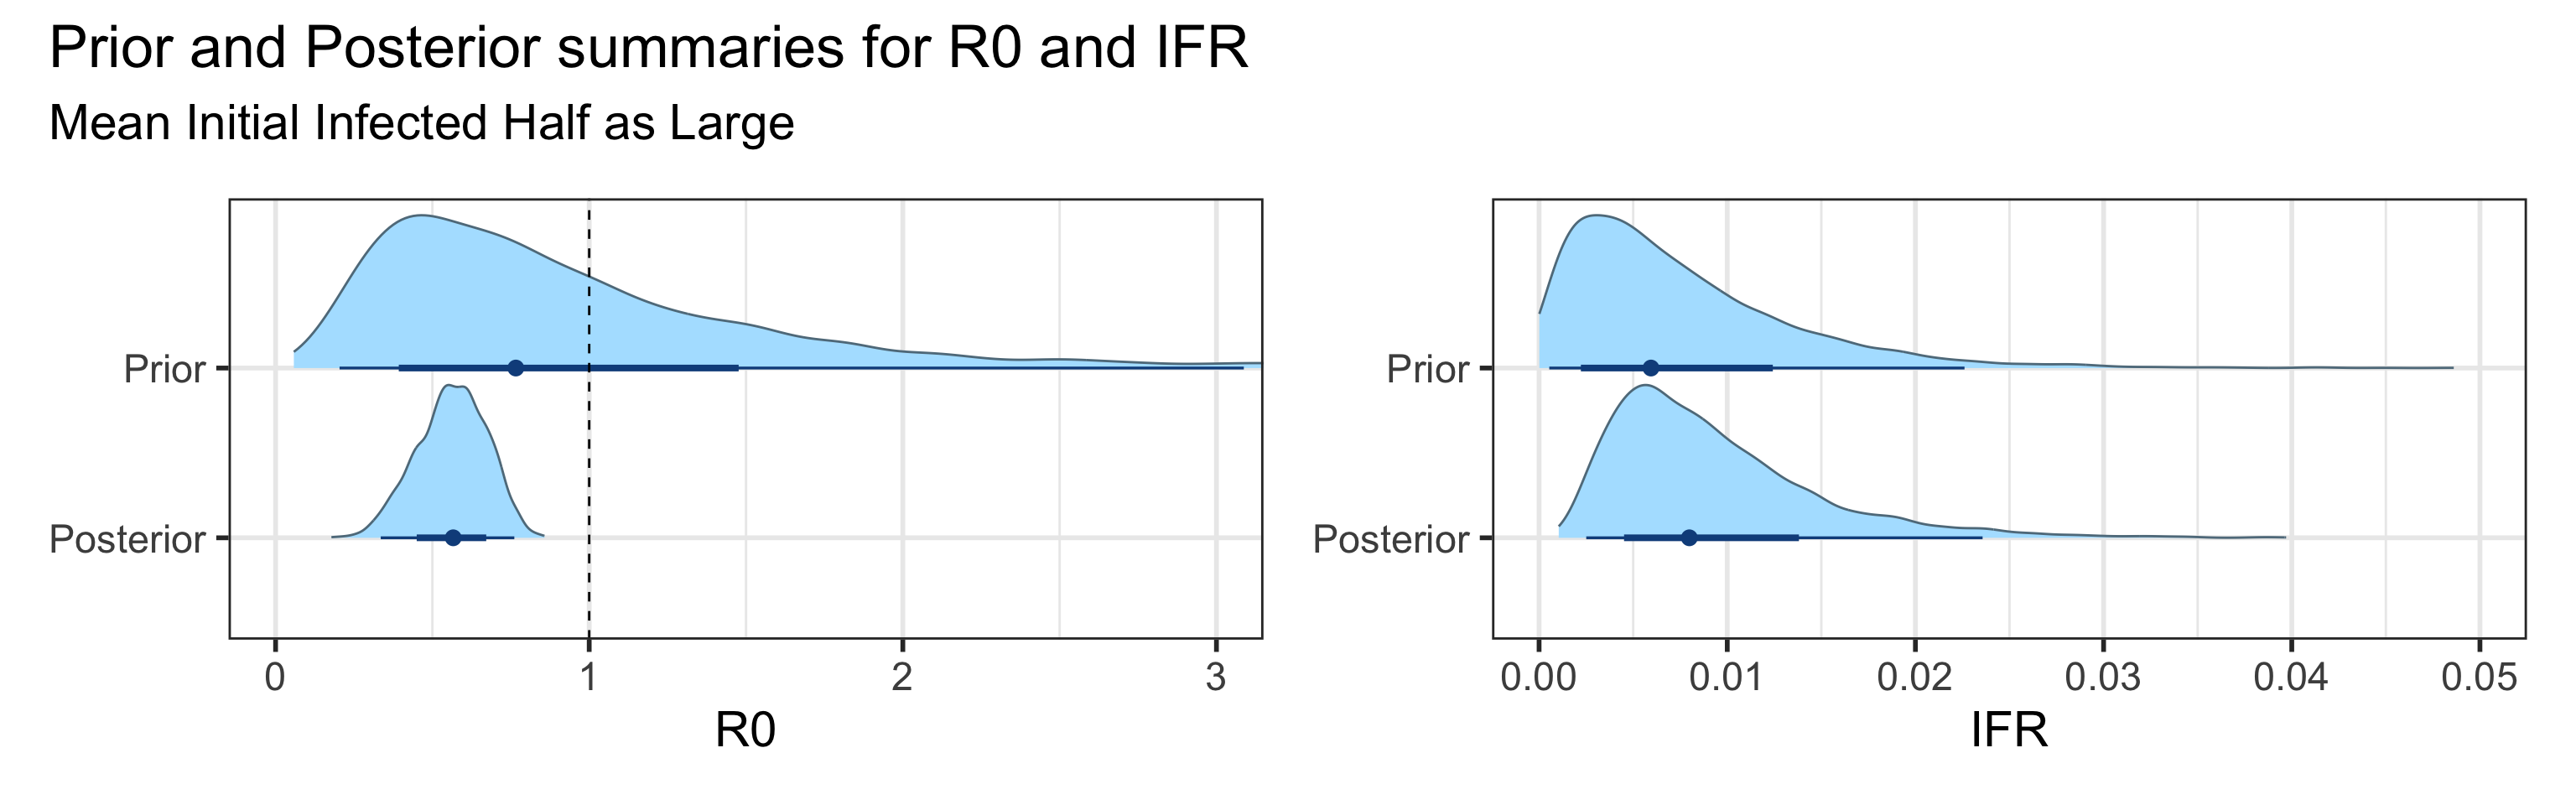 Prior and Posterior summaries for R0 and IFR
Mean Initial Infected Half as Large
Prior
Posterior
0 1 2 3
R0
Prior
Posterior
0.00 0.01 0.02 0.03 0.04 0.05
IFR